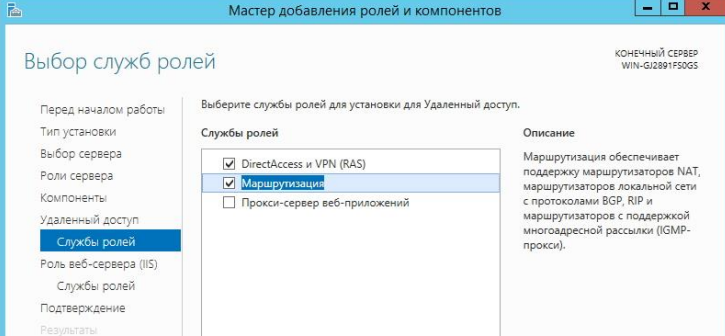 Мастер добавления ролей и компонентов
Выбор служб ролей
КОНЕЧНЫЙ СЕРВЕР
WIN-GJ2891FS0GS
Перед началом работы
Тип установки
Выбор сервера
Роли сервера
Компоненты
Удаленный доступ
Службы ролей
Роль веб-сервера (IIS)
Службы ролей
Подтверждение
Результаты
Выберите службы ролей для установки для Удаленный доступ.
Службы ролей
DirectAccess и VPN (RAS)
Маршрутизация
Прокси-сервер веб-приложений
Описание
Маршрутизация обеспечивает
поддержку маршрутизаторов NAT,
маршрутизаторов локальной сети
с протоколами BGP, RIP и
маршрутизаторов с поддержкой
многоадресной рассылки (IGMP-
прокси).